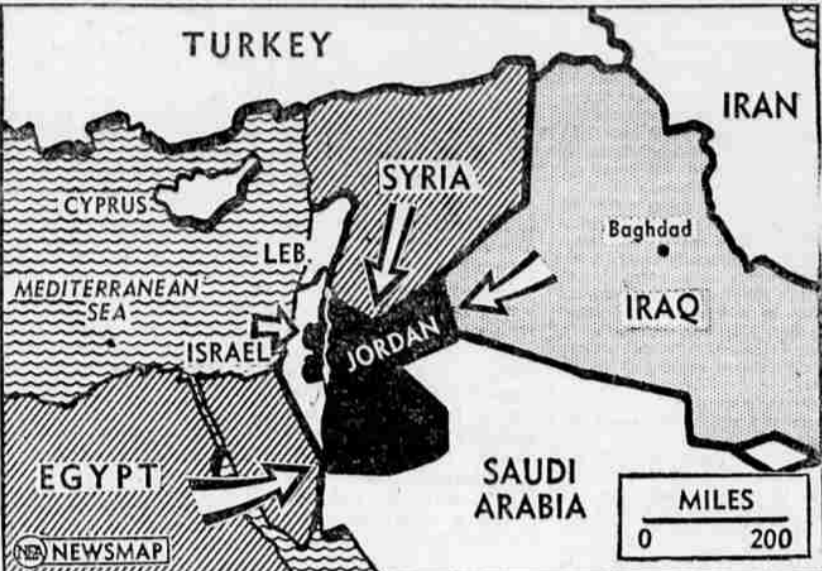 TURKEY
IRAN
SYRIA
CYPRUS
Baghdad
LEB.
MEDITERRANEAN
SEA
IRAQ
ISRAEL
JORDAN
EGYPT
SAUDI
ARABIA
MILES
0 200
NEA NEWSMAP